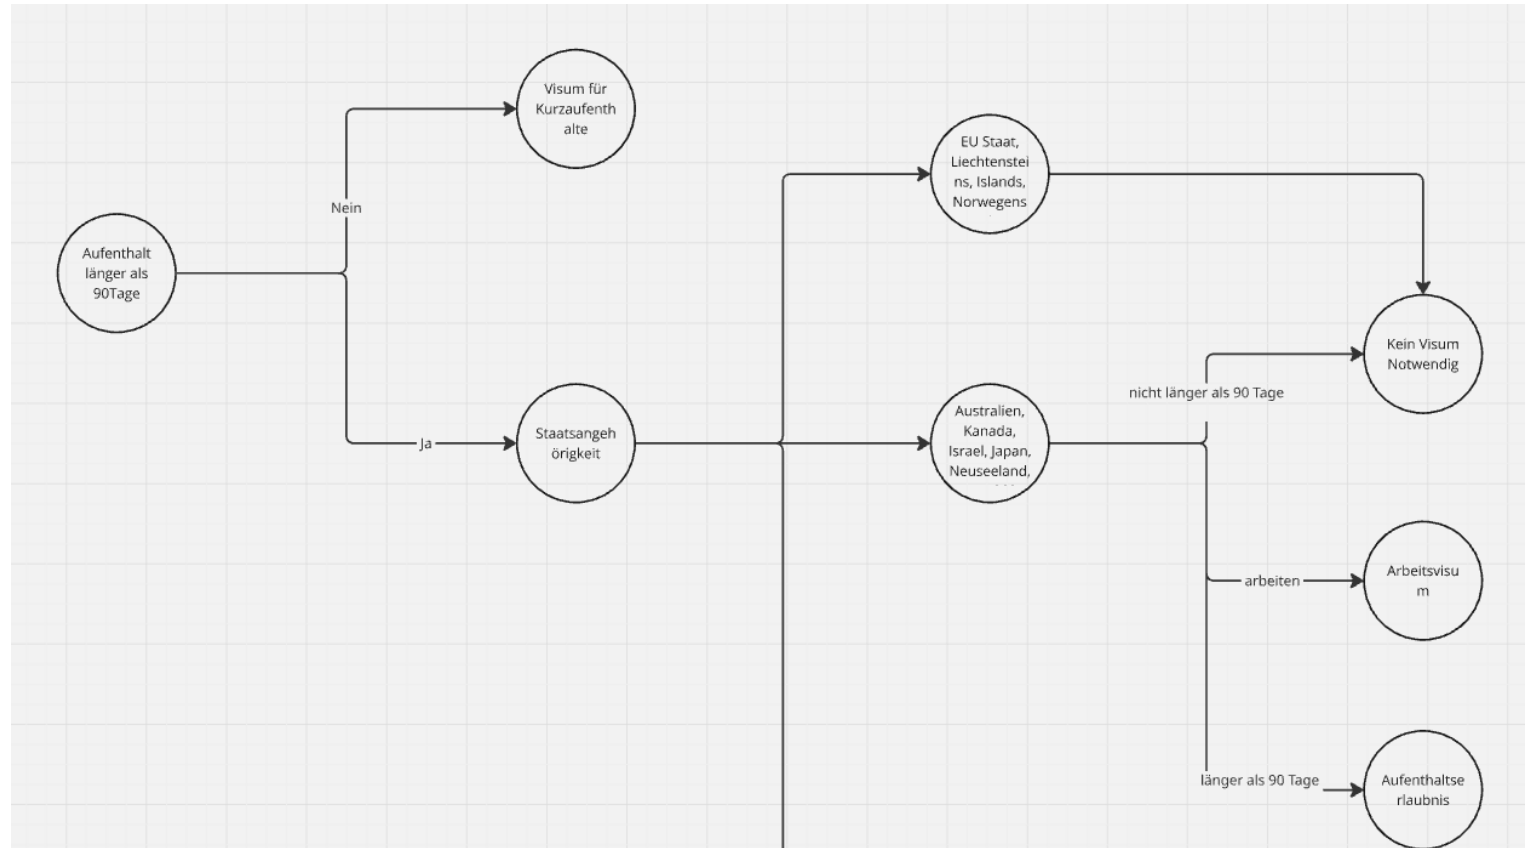 Visum für
Kurzaufenth
alte
EU Staat,
Liechtenstei
ns, Islands,
Norwegens
Nein
Aufenthalt
länger als
90Tage
Kein Visum
Notwendig
nicht länger als 90 Tage
Ja
Staatsangeh
örigkeit
Australien,
Kanada,
Israel, Japan,
Neuseeland,
arbeiten
Arbeitsvisu
m
länger als 90 Tage
Aufenthaltse
rlaubnis